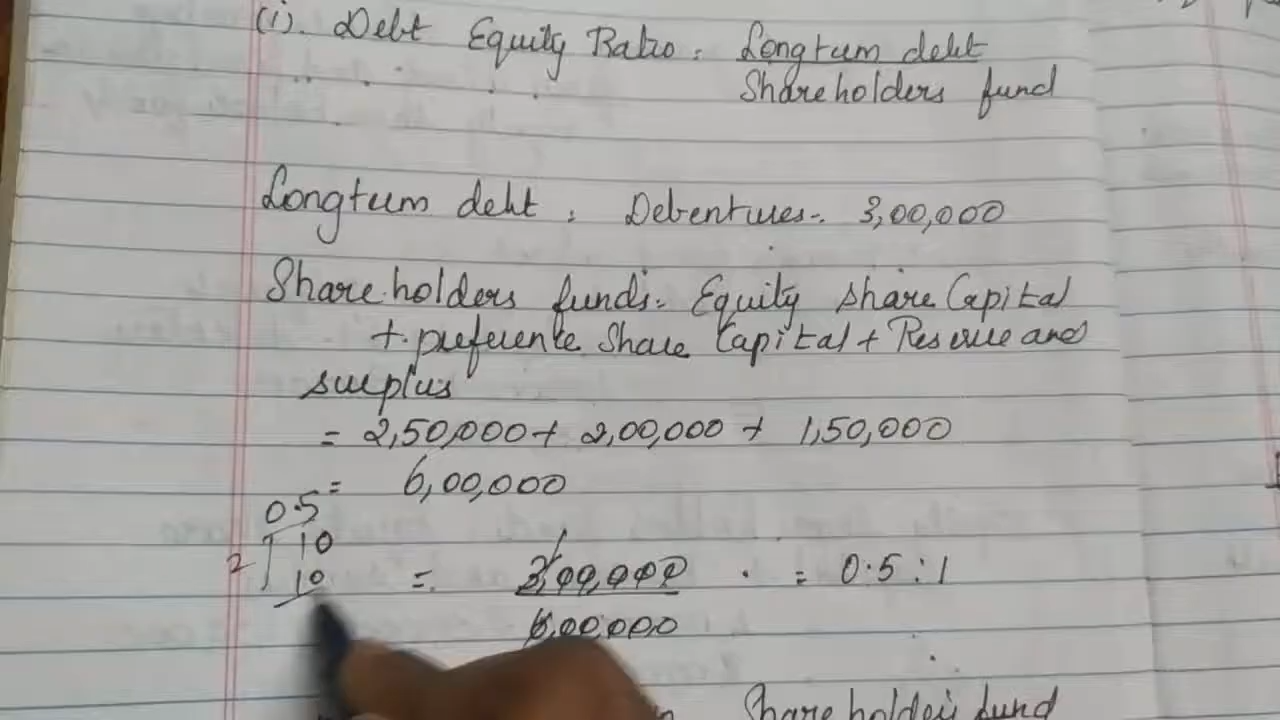 (i). Debt Equity Ratio = Longterm debt
Shareholders fund
Longterm debt = Debentures = 3,00,000
Shareholders funds = Equity share Capital
+ preference Share Capital + Reserve and
surplus
= 2,50,000 + 2,00,000 + 1,50,000
= 6,00,000
0.5
2 10
10
= 3,00,000 = 0.5 : 1
6,00,000
Shareholders fund